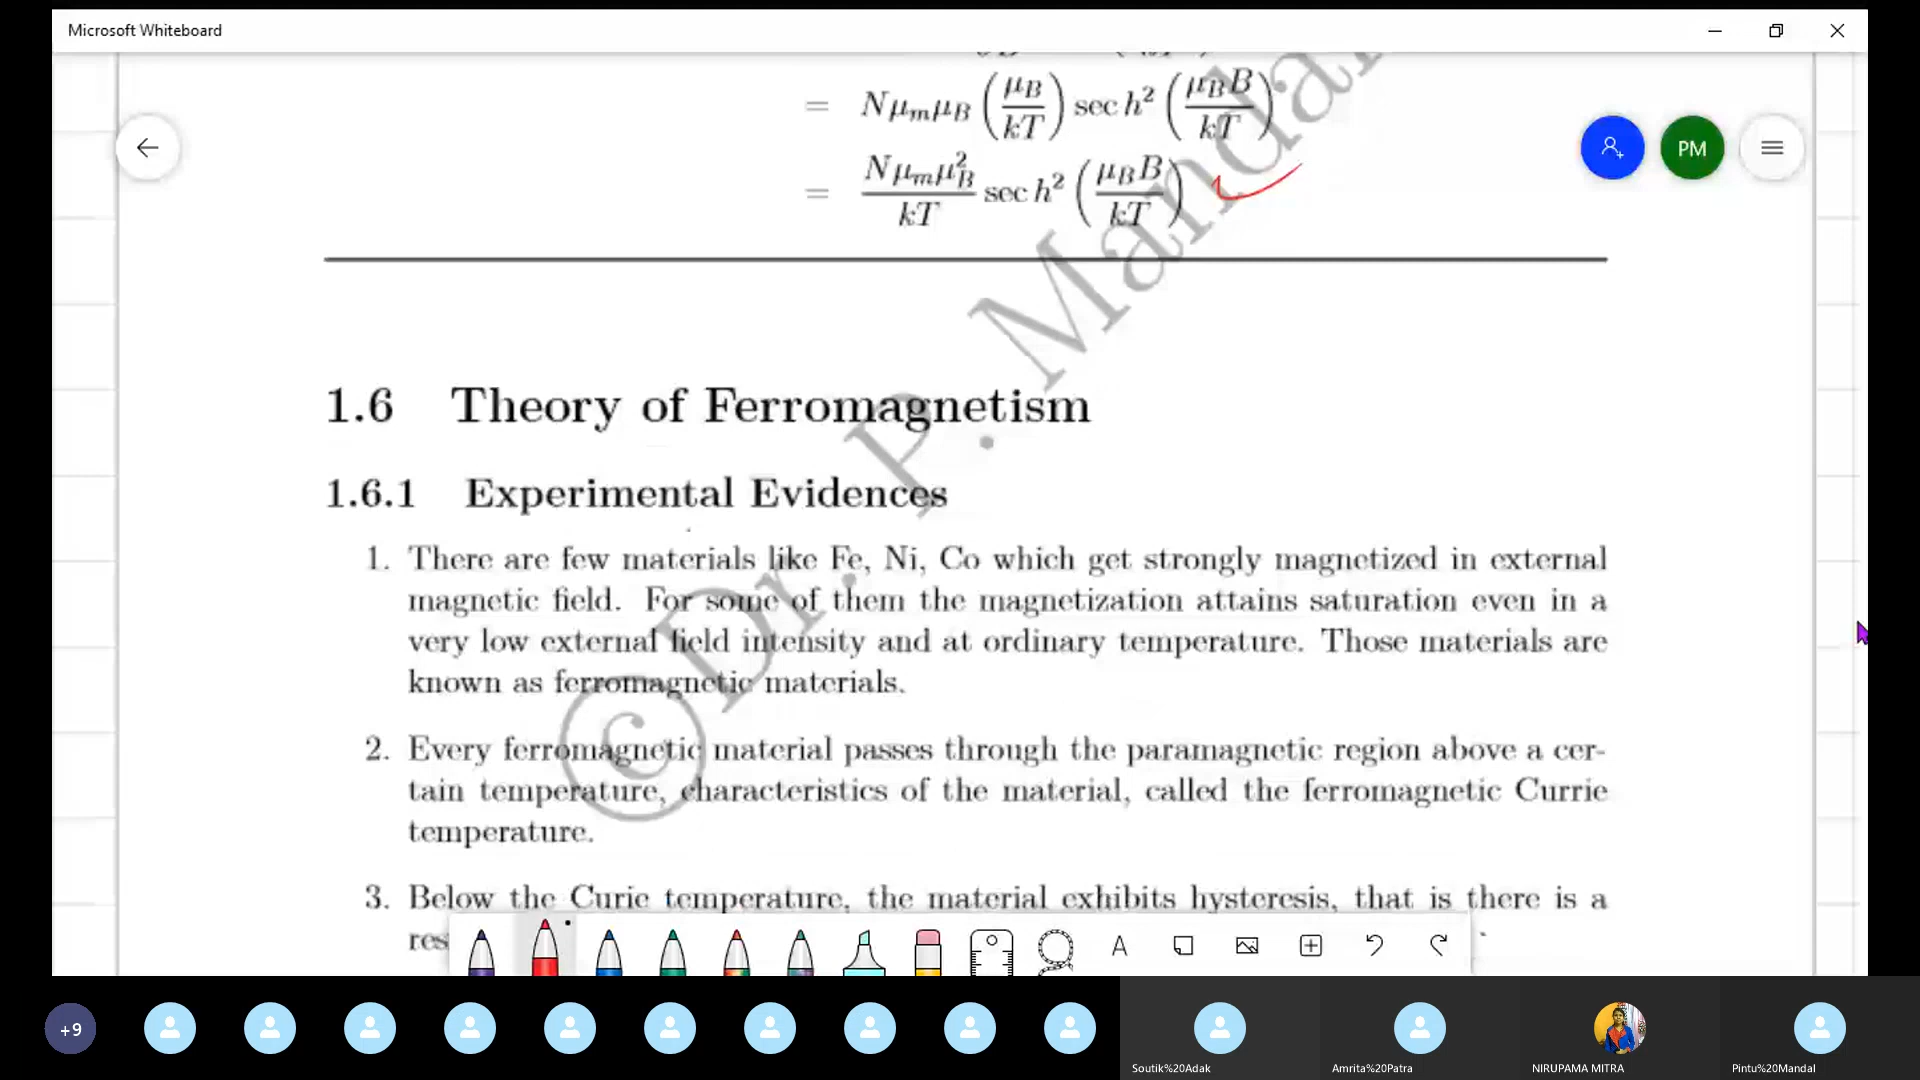 Microsoft Whiteboard
= Nμₘμ_B (μ_B/kT) sec h² (μ_B B/kT)
= Nμₘμ_B²/kT sec h² (μ_B B/kT)
PM
1.6 Theory of Ferromagnetism
1.6.1 Experimental Evidences
1. There are few materials like Fe, Ni, Co which get strongly magnetized in external
magnetic field. For some of them the magnetization attains saturation even in a
very low external field intensity and at ordinary temperature. Those materials are
known as ferromagnetic materials.
2. Every ferromagnetic material passes through the paramagnetic region above a cer-
tain temperature, characteristics of the material, called the ferromagnetic Currie
temperature.
3. Below the Curie temperature, the material exhibits hysteresis, that is there is a
res
© Dr. P. Mandal
A
+9
Soutik%20Adak
Amrita%20Patra
NIRUPAMA MITRA
Pintu%20Mandal